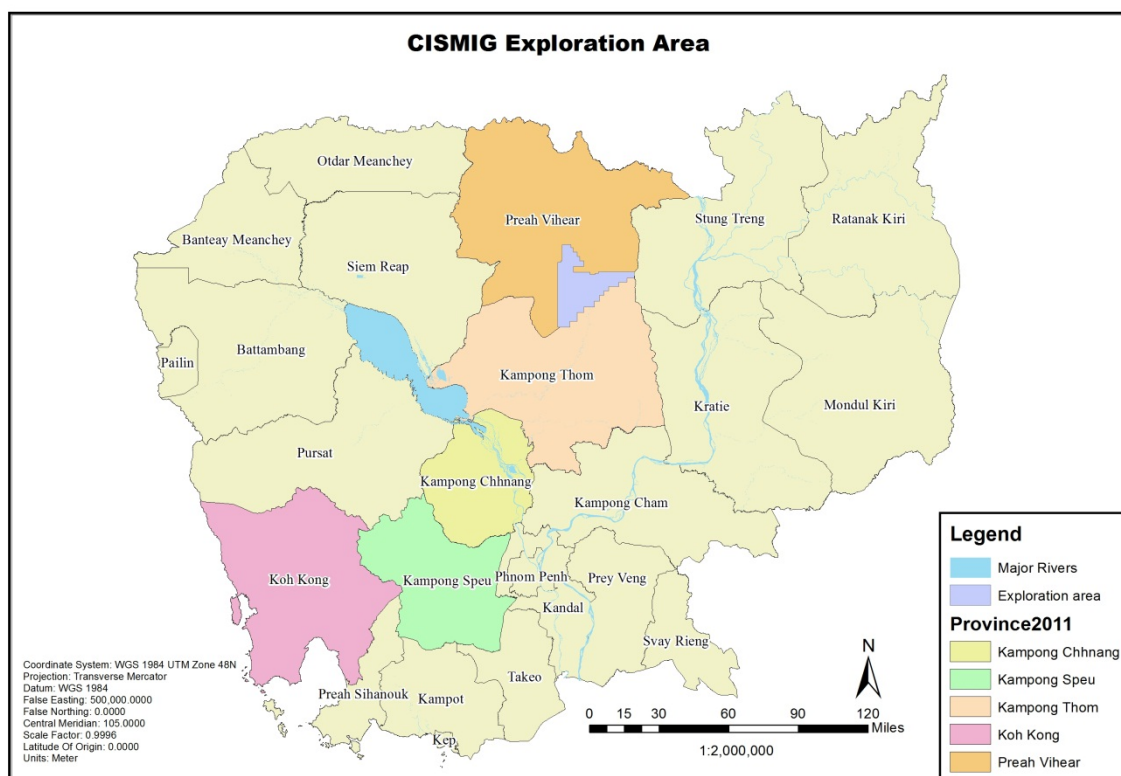 CISMIG Exploration Area
Otdar Meanchey
Preah Vihear
Stung Treng
Ratanak Kiri
Banteay Meanchey
Siem Reap
Battambang
Pailin
Kampong Thom
Kratie
Mondul Kiri
Pursat
Kampong Chhnang
Kampong Cham
Koh Kong
Kampong Speu
Phnom Penh
Prey Veng
Kandal
Svay Rieng
Takeo
Preah Sihanouk
Kampot
Kep
Coordinate System: WGS 1984 UTM Zone 48N
Projection: Transverse Mercator
Datum: WGS 1984
False Easting: 500,000.0000
False Northing: 0.0000
Central Meridian: 105.0000
Scale Factor: 0.9996
Latitude Of Origin: 0.0000
Units: Meter
N
0 15 30 60 90 120
Miles
1:2,000,000
Legend
Major Rivers
Exploration area
Province2011
Kampong Chhnang
Kampong Speu
Kampong Thom
Koh Kong
Preah Vihear